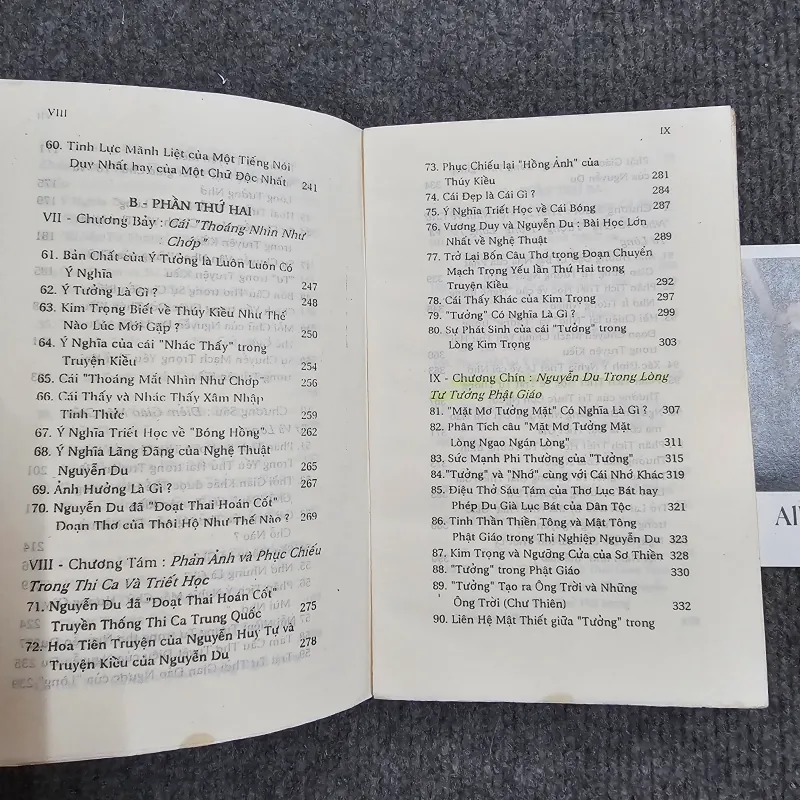 VIII
60. Tinh Lực Mãnh Liệt của Một Tiếng Nói
Duy Nhất hay của Một Chữ Độc Nhất
241
B - PHẦN THỨ HAI
VII - Chương Bảy : Cái "Thoáng Nhìn Như
Chớp"
61. Bản Chất của Ý Tưởng là Luôn Luôn Có
Ý Nghĩa 247
62. Ý Tưởng Là Gì ? 248
63. Kim Trọng Biết về Thúy Kiều Như Thế
Nào Lúc Mới Gặp ? 250
64. Ý Nghĩa của cái "Nhác Thấy" trong
Truyện Kiều 254
65. Cái "Thoáng Mắt Nhìn Như Chớp" 256
66. Cái Thấy và Nhác Thấy Xâm Nhập
Tinh Thức 259
67. Ý Nghĩa Triết Học về "Bóng Hồng" 262
68. Ý Nghĩa Lãng Đãng của Nghệ Thuật
Nguyễn Du 265
69. Ảnh Hưởng Là Gì ? 267
70. Nguyễn Du đã "Đoạt Thai Hoán Cốt"
Đoạn Thơ của Thôi Hộ Như Thế Nào ? 269
VIII - Chương Tám : Phản Ảnh và Phục Chiếu
Trong Thi Ca Và Triết Học
71. Nguyễn Du đã "Đoạt Thai Hoán Cốt"
Truyền Thống Thi Ca Trung Quốc 275
72. Hoa Tiên Truyện của Nguyễn Huy Tự và
Truyện Kiều của Nguyễn Du 278
IX
73. Phục Chiếu lại "Hồng Ảnh" của
Thúy Kiều 281
74. Cái Đẹp là Cái Gì ? 284
75. Ý Nghĩa Triết Học về Cái Bóng 287
76. Vương Duy và Nguyễn Du : Bài Học Lớn
Nhất về Nghệ Thuật 289
77. Trở Lại Bốn Câu Thơ trong Đoạn Chuyển
Mạch Trọng Yếu lần Thứ Hai trong
Truyện Kiều 292
78. Cái Thấy Khác của Kim Trọng 297
79. "Tưởng" Có Nghĩa Là Gì ? 299
80. Sự Phát Sinh của cái "Tưởng" trong
Lòng Kim Trọng 303
IX - Chương Chín : Nguyễn Du Trong Lòng
Tư Tưởng Phật Giáo
81. "Mặt Mơ Tưởng Mặt" Có Nghĩa Là Gì ? 307
82. Phân Tích câu "Mặt Mơ Tưởng Mặt
Lòng Ngao Ngán Lòng" 311
83. Sức Mạnh Phi Thường của "Tưởng" 315
84. "Tưởng" và "Nhớ" cùng với Cái Nhớ Khác 319
85. Điệu Thở Sáu Tám của Thơ Lục Bát hay
Phép Du Già Lục Bát của Dân Tộc 321
86. Tinh Thần Thiền Tông và Mật Tông
Phật Giáo trong Thi Nghiệp Nguyễn Du 323
87. Kim Trọng và Ngưỡng Cửa của Sơ Thiền 328
88. "Tưởng" trong Phật Giáo 330
89. "Tưởng" Tạo ra Ông Trời và Những
Ông Trời (Chư Thiên) 332
90. Liên Hệ Mật Thiết giữa "Tưởng" trong